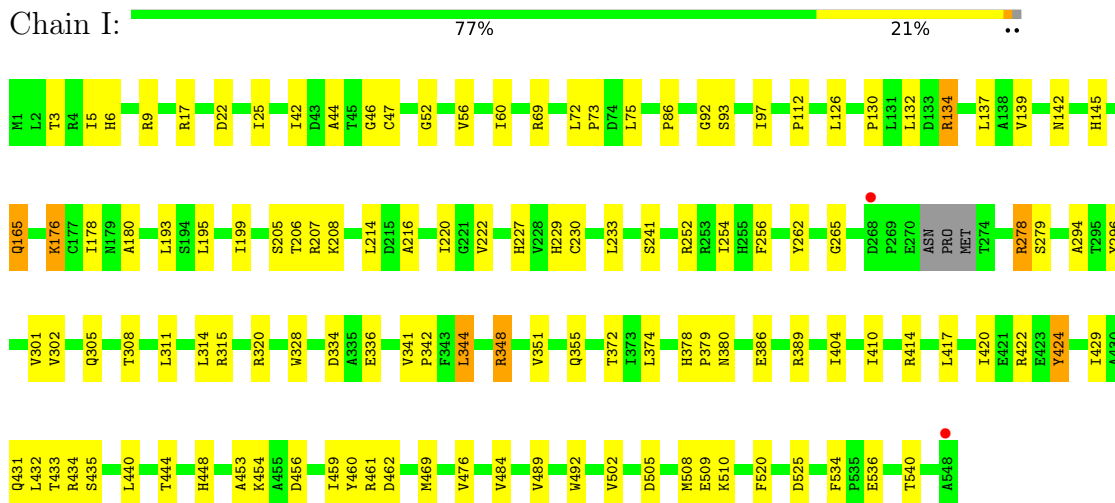 Chain I:
77% 21% ••
M1 L2 T3 R4 I5 H6 R9 R17 D22 I25 I42 D43 A44 T45 G46 C47 G52 V56 I60 R69 L72 P73 D74 L75 P86 G92 S93 I97 P112 L126 P130 L131 L132 D133 R134 L137 A138 V139 N142 H145
Q165 K176 C177 I178 N179 A180 L193 S194 L195 I199 S205 T206 R207 K208 L214 D215 A216 I220 G221 V222 H227 V228 H229 C230 L233 S241 R252 R253 I254 H255 F256 Y262 G265 D268 P269 E270 ASN PRO MET T274 R278 S279 A294 T295 Y296
V301 V302 Q305 T308 L311 L314 R315 R320 W328 D334 A335 E336 V341 P342 F343 L344 R348 V351 Q355 T372 I373 L374 H378 P379 N380 E386 R389 I404 I410 R414 L417 I420 E421 R422 E423 Y424 I429 A430
Q431 L432 T433 R434 S435 L440 T444 H448 A453 K454 A455 D456 I459 Y460 R461 D462 M469 V476 V484 V489 W492 V502 D505 M508 E509 K510 F520 D525 F534 P535 E536 T540 A548